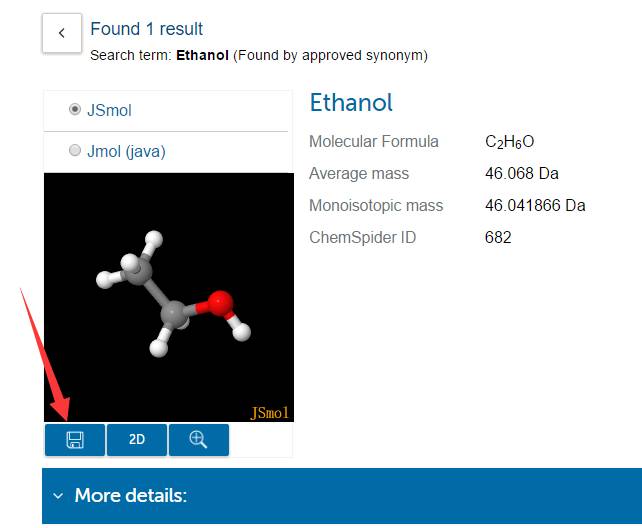 Found 1 result
Search term: Ethanol (Found by approved synonym)
JSmol
Jmol (java)
JSmol
2D
Ethanol
Molecular Formula C₂H₆O
Average mass 46.068 Da
Monoisotopic mass 46.041866 Da
ChemSpider ID 682
More details: